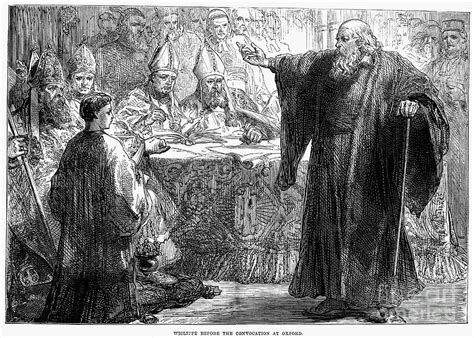 WICLIFFE BEFORE THE CONVOCATION AT OXFORD.